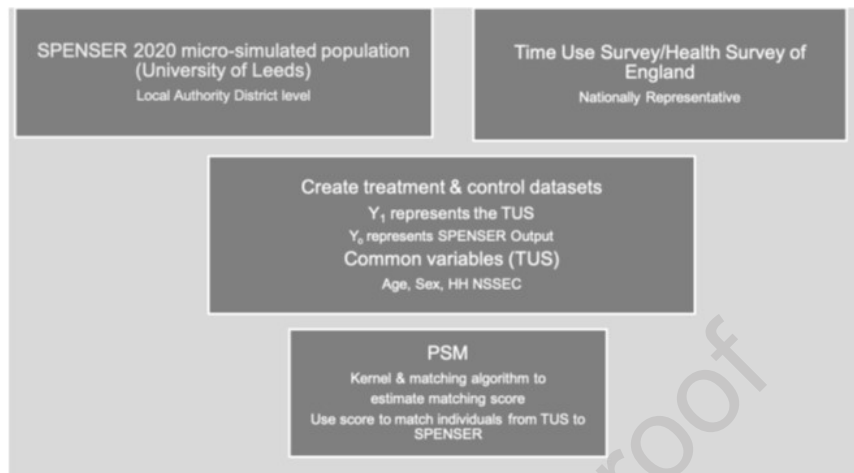 SPENSER 2020 micro-simulated population
(University of Leeds)
Local Authority District level
Time Use Survey/Health Survey of
England
Nationally Representative
Create treatment & control datasets
Y₁ represents the TUS
Y₀ represents SPENSER Output
Common variables (TUS)
Age, Sex, HH NSSEC
PSM
Kernel & matching algorithm to
estimate matching score
Use score to match individuals from TUS to
SPENSER
roof